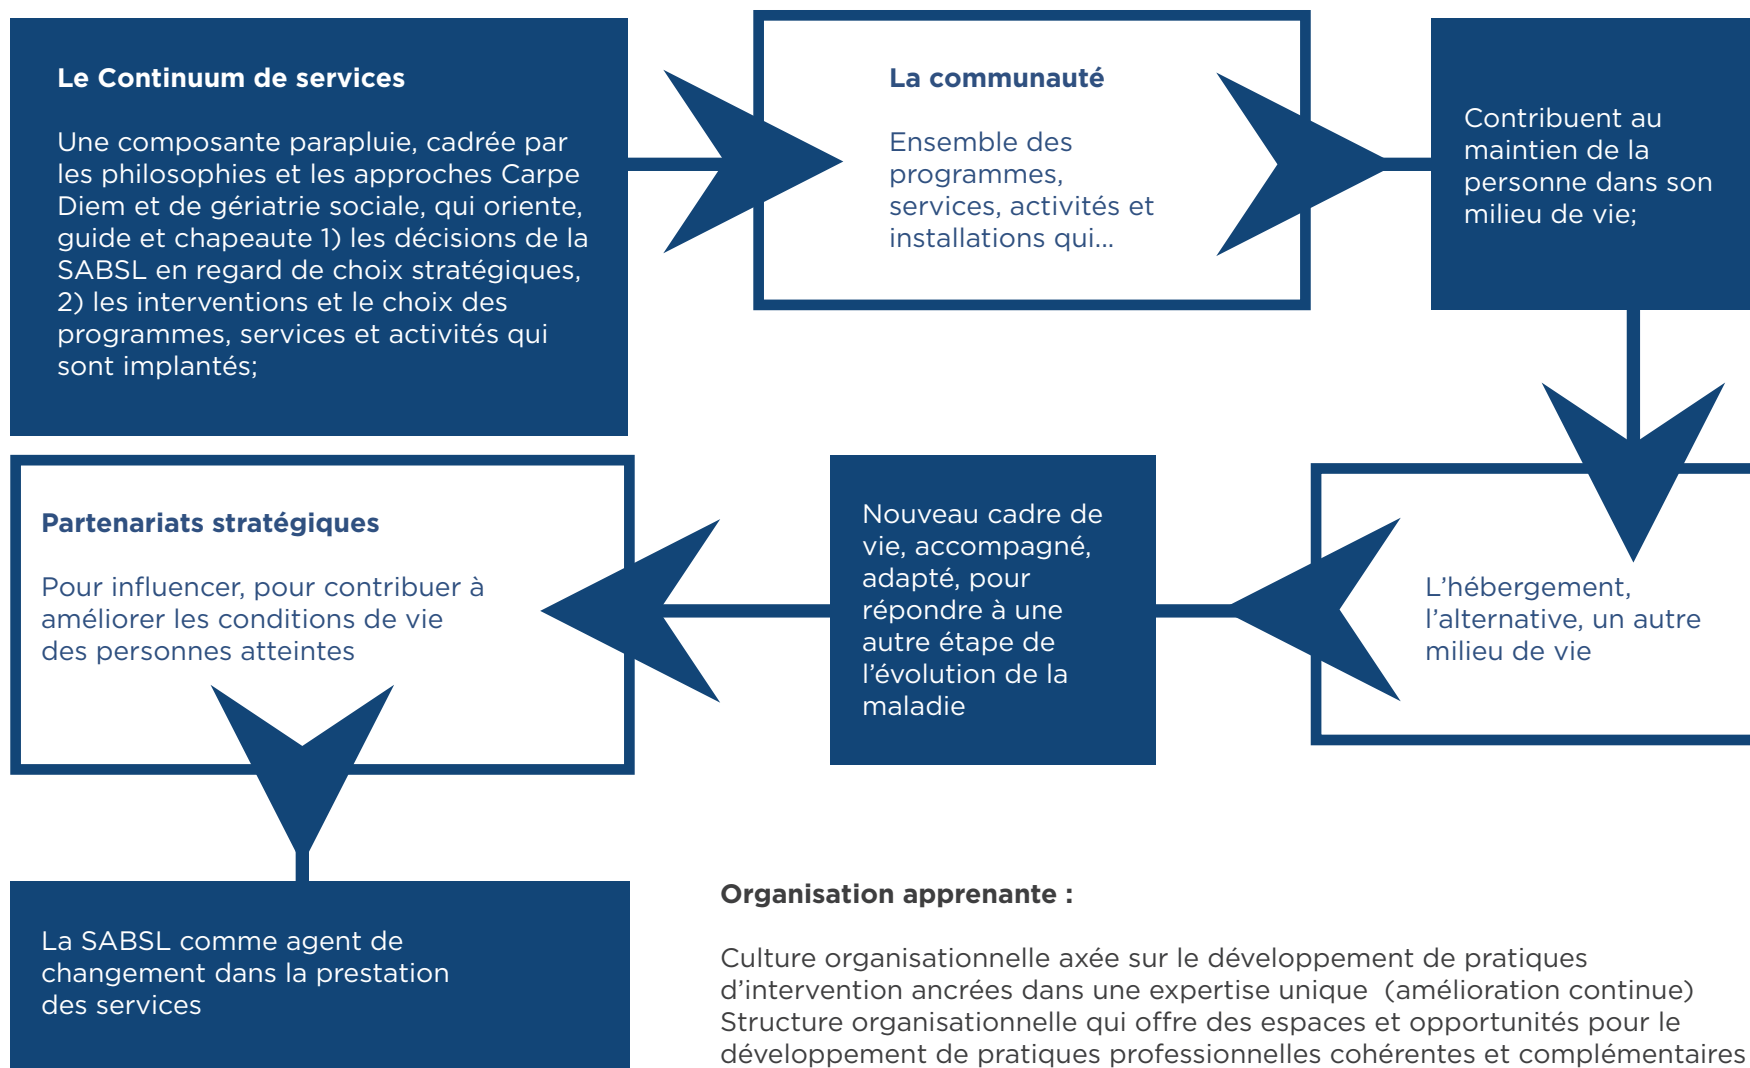 Le Continuum de services
Une composante parapluie, cadrée par
les philosophies et les approches Carpe
Diem et de gériatrie sociale, qui oriente,
guide et chapeaute 1) les décisions de la
SABSL en regard de choix stratégiques,
2) les interventions et le choix des
programmes, services et activités qui
sont implantés;
La communauté
Ensemble des
programmes,
services, activités et
installations qui...
Contribuent au
maintien de la
personne dans son
milieu de vie;
L’hébergement,
l’alternative, un autre
milieu de vie
Nouveau cadre de
vie, accompagné,
adapté, pour
répondre à une
autre étape de
l’évolution de la
maladie
Partenariats stratégiques
Pour influencer, pour contribuer à
améliorer les conditions de vie
des personnes atteintes
La SABSL comme agent de
changement dans la prestation
des services
Organisation apprenante :
Culture organisationnelle axée sur le développement de pratiques
d’intervention ancrées dans une expertise unique  (amélioration continue)
Structure organisationnelle qui offre des espaces et opportunités pour le
développement de pratiques professionnelles cohérentes et complémentaires